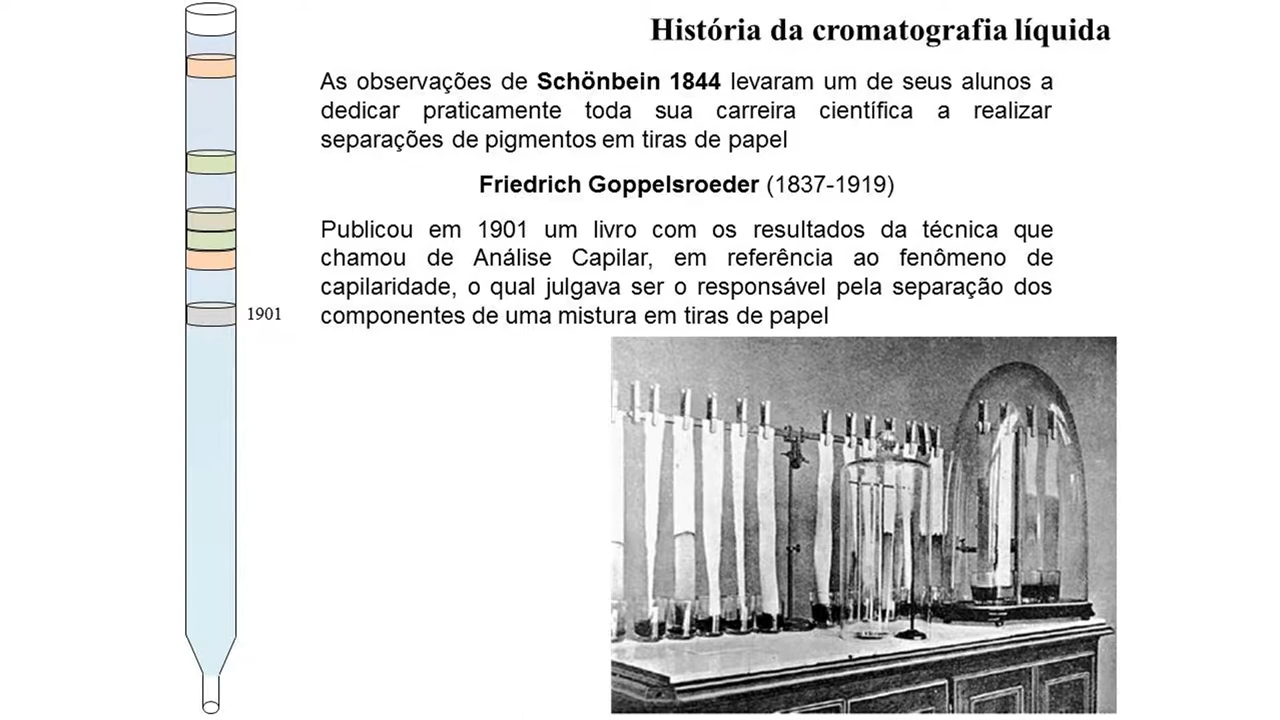 História da cromatografia líquida
As observações de Schönbein 1844 levaram um de seus alunos a
dedicar praticamente toda sua carreira científica a realizar
separações de pigmentos em tiras de papel
Friedrich Goppelsroeder (1837-1919)
Publicou em 1901 um livro com os resultados da técnica que
chamou de Análise Capilar, em referência ao fenômeno de
capilaridade, o qual julgava ser o responsável pela separação dos
componentes de uma mistura em tiras de papel
1901